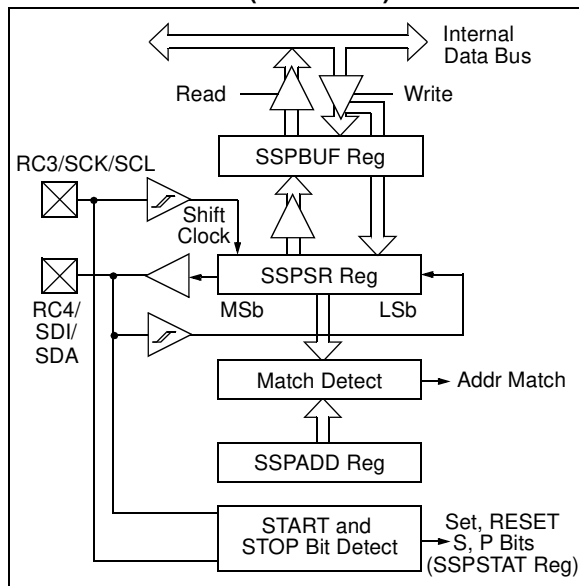 Internal
Data Bus
Read
Write
SSPBUF Reg
RC3/SCK/SCL
Shift
Clock
SSPSR Reg
MSb
LSb
RC4/
SDI/
SDA
Match Detect
Addr Match
SSPADD Reg
START and
STOP Bit Detect
Set, RESET
S, P Bits
(SSPSTAT Reg)